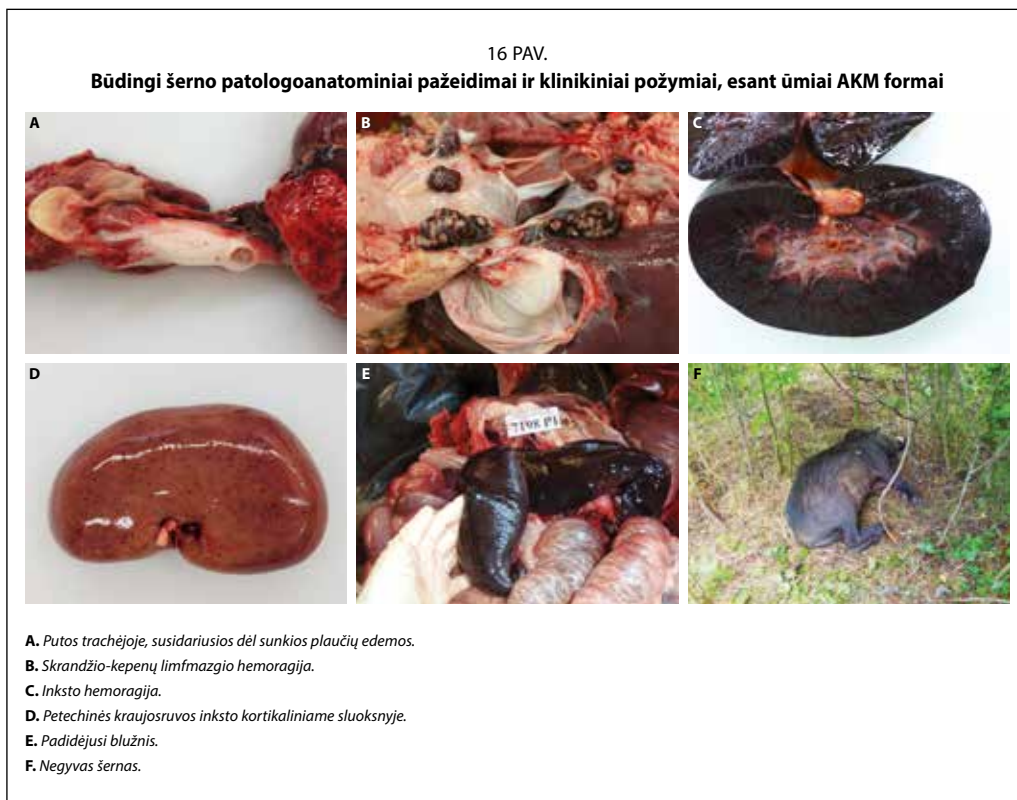 16 PAV.
Būdingi šerno patologoanatominiai pažeidimai ir klinikiniai požymiai, esant ūmiai AKM formai
A
B
C
D
E
F
A. Putos trachėjoje, susidariusios dėl sunkios plaučių edemos.
B. Skrandžio-kepenų limfmazgio hemoragija.
C. Inksto hemoragija.
D. Petechinės kraujosruvos inksto kortikaliniame sluoksnyje.
E. Padidėjusi blužnis.
F. Negyvas šernas.